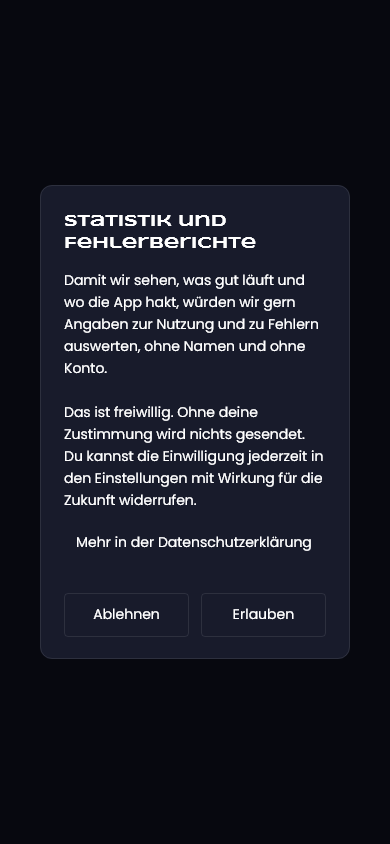 Statistik und
Fehlerberichte
Damit wir sehen, was gut läuft und
wo die App hakt, würden wir gern
Angaben zur Nutzung und zu Fehlern
auswerten, ohne Namen und ohne
Konto.
Das ist freiwillig. Ohne deine
Zustimmung wird nichts gesendet.
Du kannst die Einwilligung jederzeit in
den Einstellungen mit Wirkung für die
Zukunft widerrufen.
Mehr in der Datenschutzerklärung
Ablehnen
Erlauben